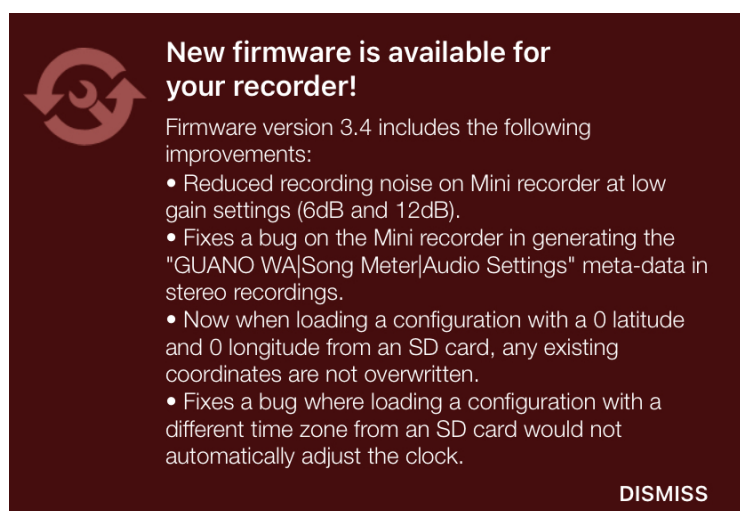 New firmware is available for
your recorder!
Firmware version 3.4 includes the following
improvements:
• Reduced recording noise on Mini recorder at low
gain settings (6dB and 12dB).
• Fixes a bug on the Mini recorder in generating the
"GUANO WA|Song Meter|Audio Settings" meta-data in
stereo recordings.
• Now when loading a configuration with a 0 latitude
and 0 longitude from an SD card, any existing
coordinates are not overwritten.
• Fixes a bug where loading a configuration with a
different time zone from an SD card would not
automatically adjust the clock.
DISMISS